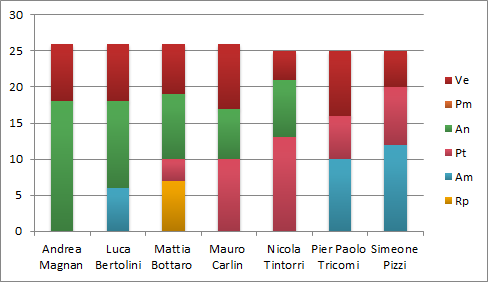 30
25
20
15
10
5
0
Andrea Magnan
Luca Bertolini
Mattia Bottaro
Mauro Carlin
Nicola Tintorri
Pier Paolo Tricomi
Simeone Pizzi
Ve
Pm
An
Pt
Am
Rp